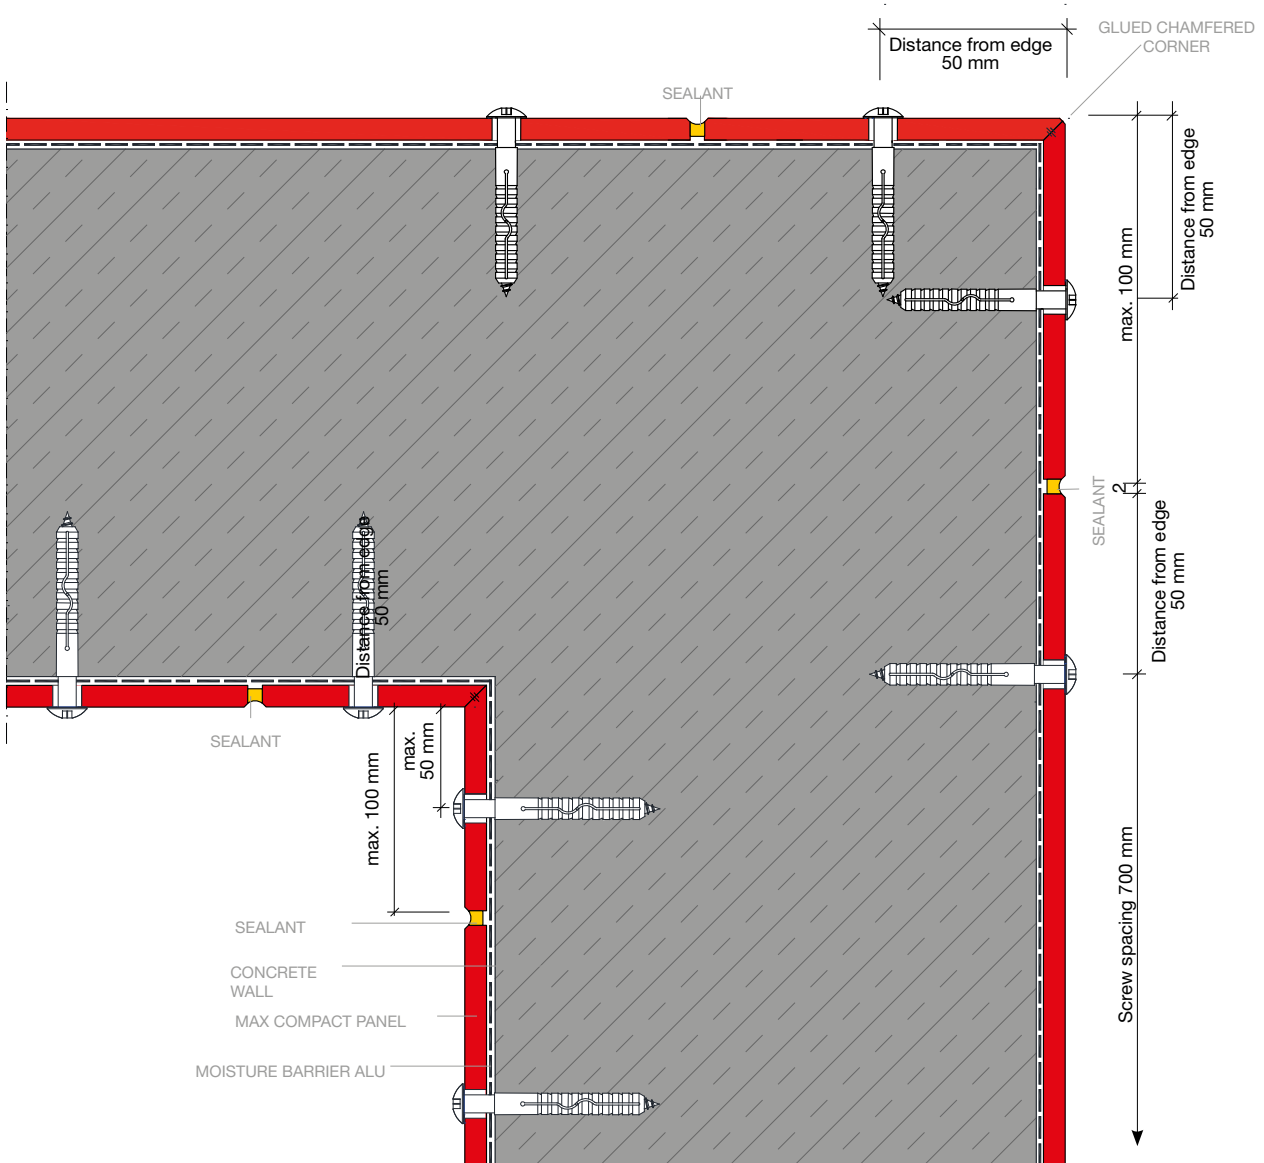 Distance from edge
50 mm
GLUED CHAMFERED
CORNER
SEALANT
Distance from edge
50 mm
max. 100 mm
SEALANT
2
Distance from edge
50 mm
Distance from edge
50 mm
SEALANT
max.
50 mm
max. 100 mm
SEALANT
CONCRETE
WALL
MAX COMPACT PANEL
MOISTURE BARRIER ALU
Screw spacing 700 mm